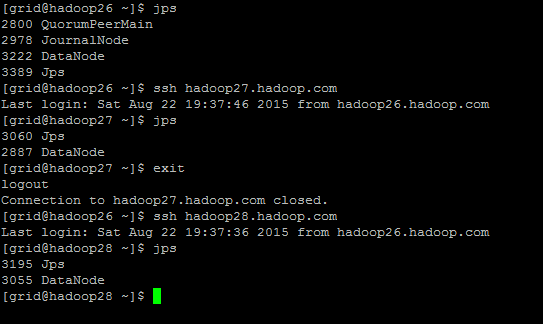 [grid@hadoop26 ~]$ jps
2800 QuorumPeerMain
2978 JournalNode
3222 DataNode
3389 Jps
[grid@hadoop26 ~]$ ssh hadoop27.hadoop.com
Last login: Sat Aug 22 19:37:46 2015 from hadoop26.hadoop.com
[grid@hadoop27 ~]$ jps
3060 Jps
2887 DataNode
[grid@hadoop27 ~]$ exit
logout
Connection to hadoop27.hadoop.com closed.
[grid@hadoop26 ~]$ ssh hadoop28.hadoop.com
Last login: Sat Aug 22 19:37:36 2015 from hadoop26.hadoop.com
[grid@hadoop28 ~]$ jps
3195 Jps
3055 DataNode
[grid@hadoop28 ~]$